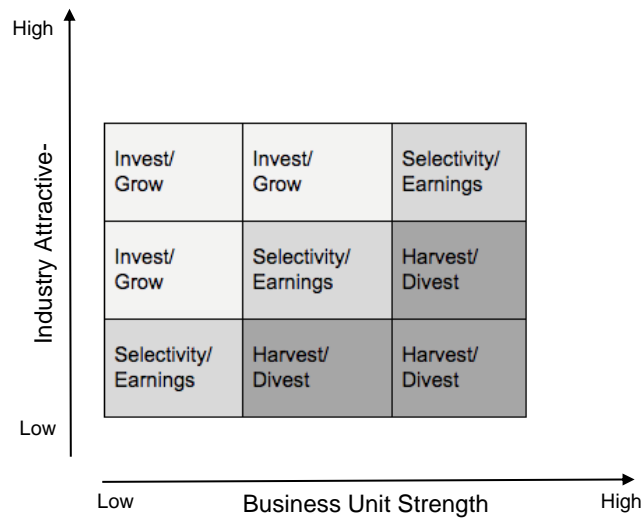 High
Industry Attractive-
Invest/
Grow
Invest/
Grow
Selectivity/
Earnings
Invest/
Grow
Selectivity/
Earnings
Harvest/
Divest
Selectivity/
Earnings
Harvest/
Divest
Harvest/
Divest
Low
Low
Business Unit Strength
High